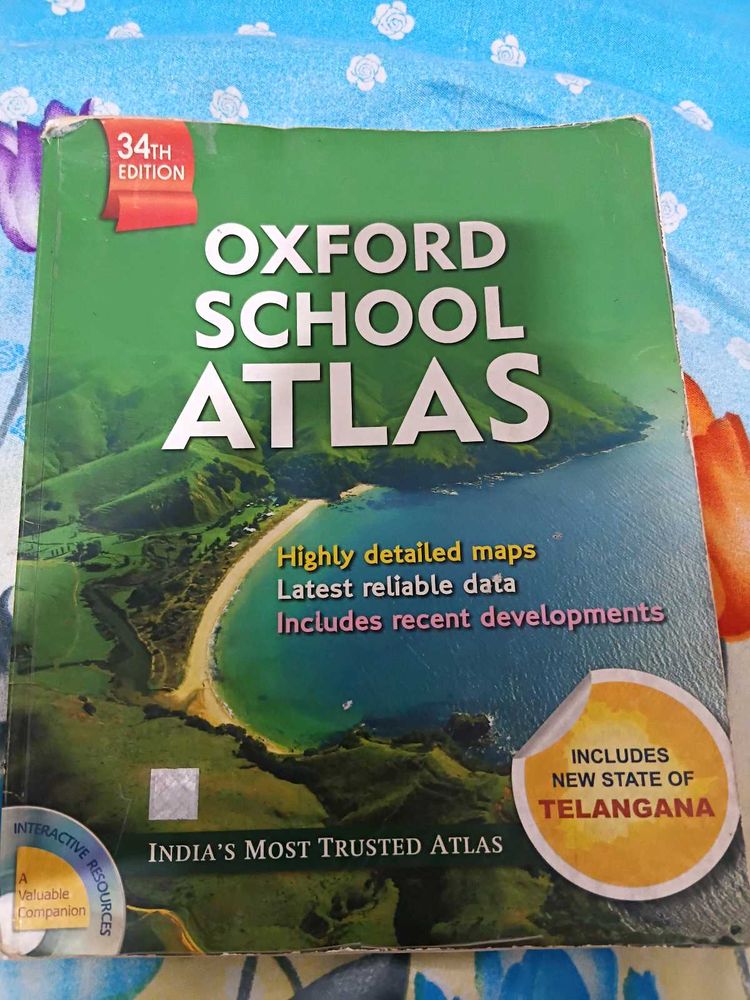 34TH
EDITION
OXFORD
SCHOOL
ATLAS
Highly detailed maps
Latest reliable data
Includes recent developments
INCLUDES
NEW STATE OF
TELANGANA
INDIA'S MOST TRUSTED ATLAS
INTERACTIVE RESOURCES
A
Valuable
Companion